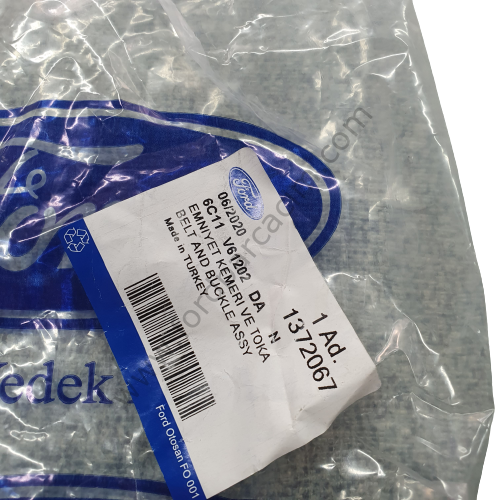 Ford
06/2020
6C11 V61202 DA N
EMNİYET KEMERI VE TOKA
BELT AND BUCKLE ASSY
Made in TURKEY
1 Ad.
1372067
Ford Otosan FO 001
Ford
Yedek